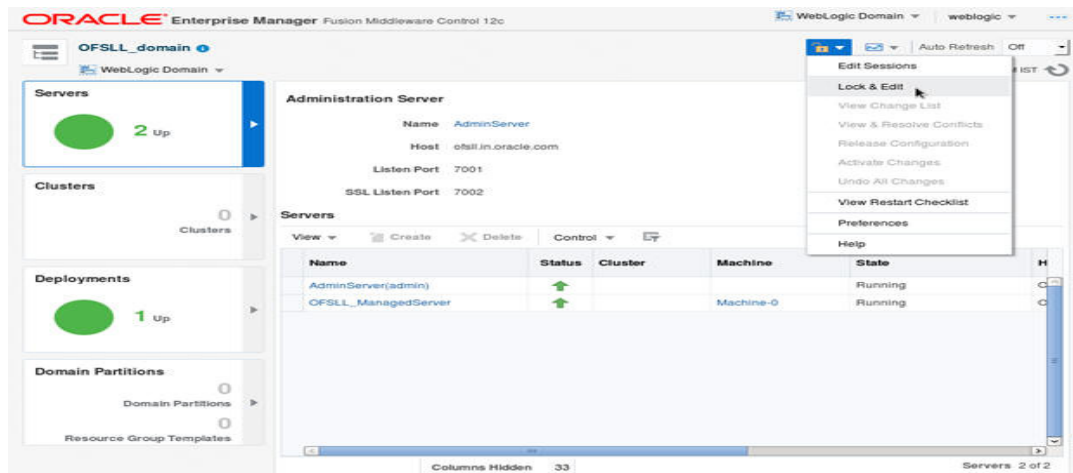 ORACLE Enterprise Manager Fusion Middleware Control 12c
WebLogic Domain
weblogic
OFSLL_domain
WebLogic Domain
Auto Refresh Off
Edit Sessions
Lock & Edit
View Change List
View & Resolve Conflicts
Release Configuration
Activate Changes
Undo All Changes
View Restart Checklist
Preferences
Help
Servers
2 Up
Clusters
0
Clusters
Deployments
1 Up
Domain Partitions
0
Domain Partitions
0
Resource Group Templates
Administration Server
Name AdminServer
Host ofsll.in.oracle.com
Listen Port 7001
SSL Listen Port 7002
Servers
View Create Delete Control
Name Status Cluster Machine State H
AdminServer(admin) Running
OFSLL_ManagedServer Machine-0 Running
Columns Hidden 33
Servers 2 of 2